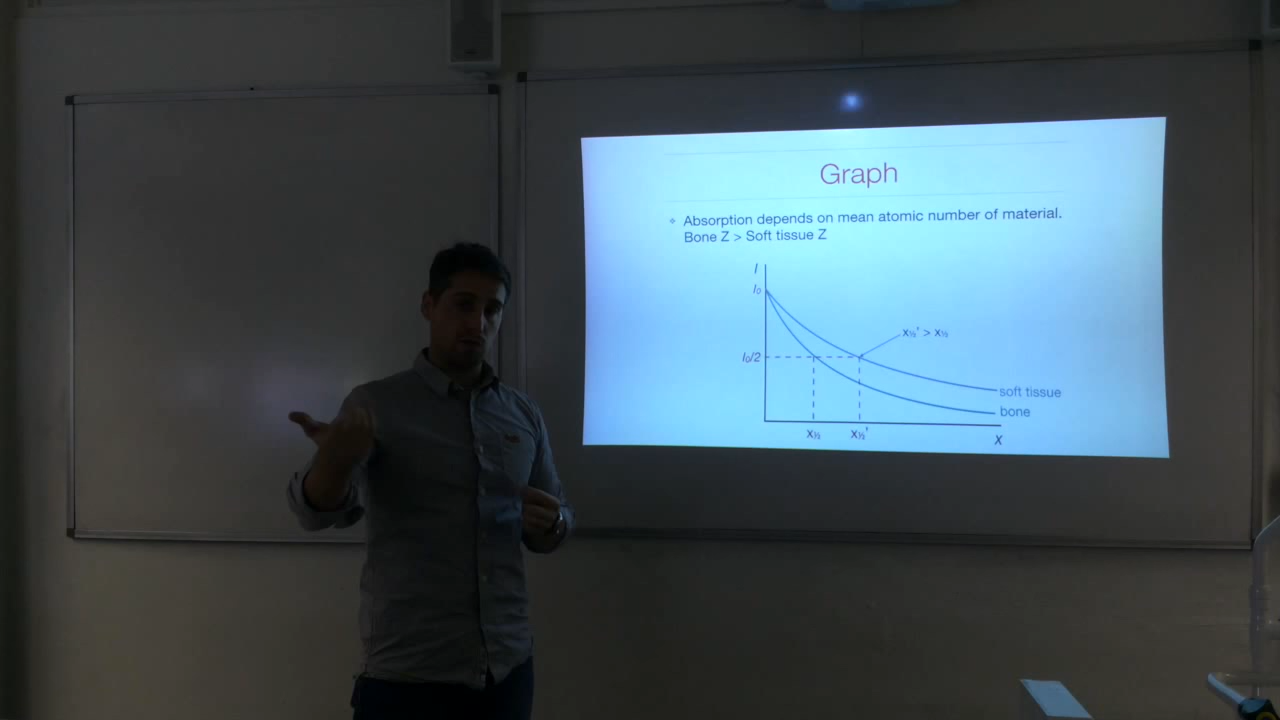 Graph
Absorption depends on mean atomic number of material.
Bone Z > Soft tissue Z
I
I₀
x½' > x½
I₀/2
soft tissue
bone
x½
x½'
x